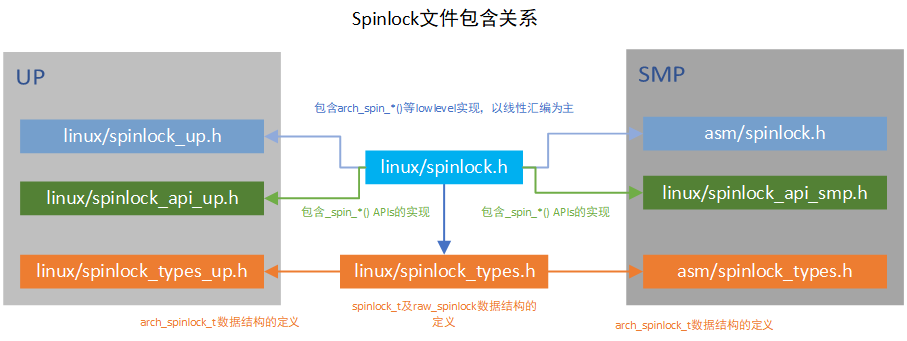 Spinlock文件包含关系
UP
SMP
包含arch_spin_*()等lowlevel实现，以线性汇编为主
linux/spinlock_up.h
asm/spinlock.h
linux/spinlock.h
linux/spinlock_api_up.h
linux/spinlock_api_smp.h
包含_spin_*() APIs的实现
包含_spin_*() APIs的实现
linux/spinlock_types_up.h
linux/spinlock_types.h
asm/spinlock_types.h
spinlock_t及raw_spinlock数据结构的
定义
arch_spinlock_t数据结构的定义
arch_spinlock_t数据结构的定义